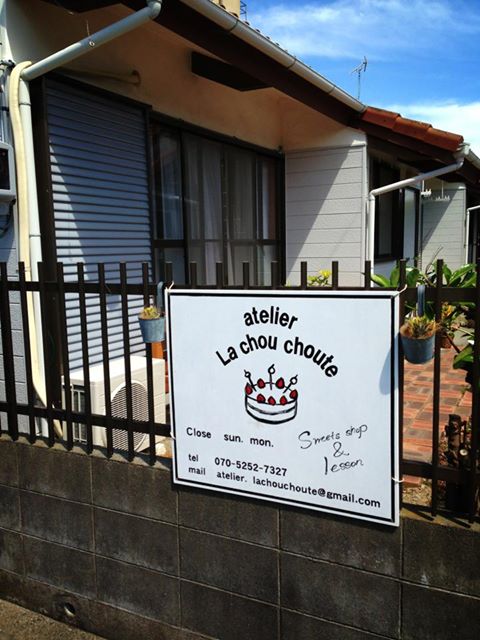 atelier
La chou choute
Close sun. mon.
Sweets shop
&
lesson
tel 070-5252-7327
mail atelier. lachouchoute@gmail.com